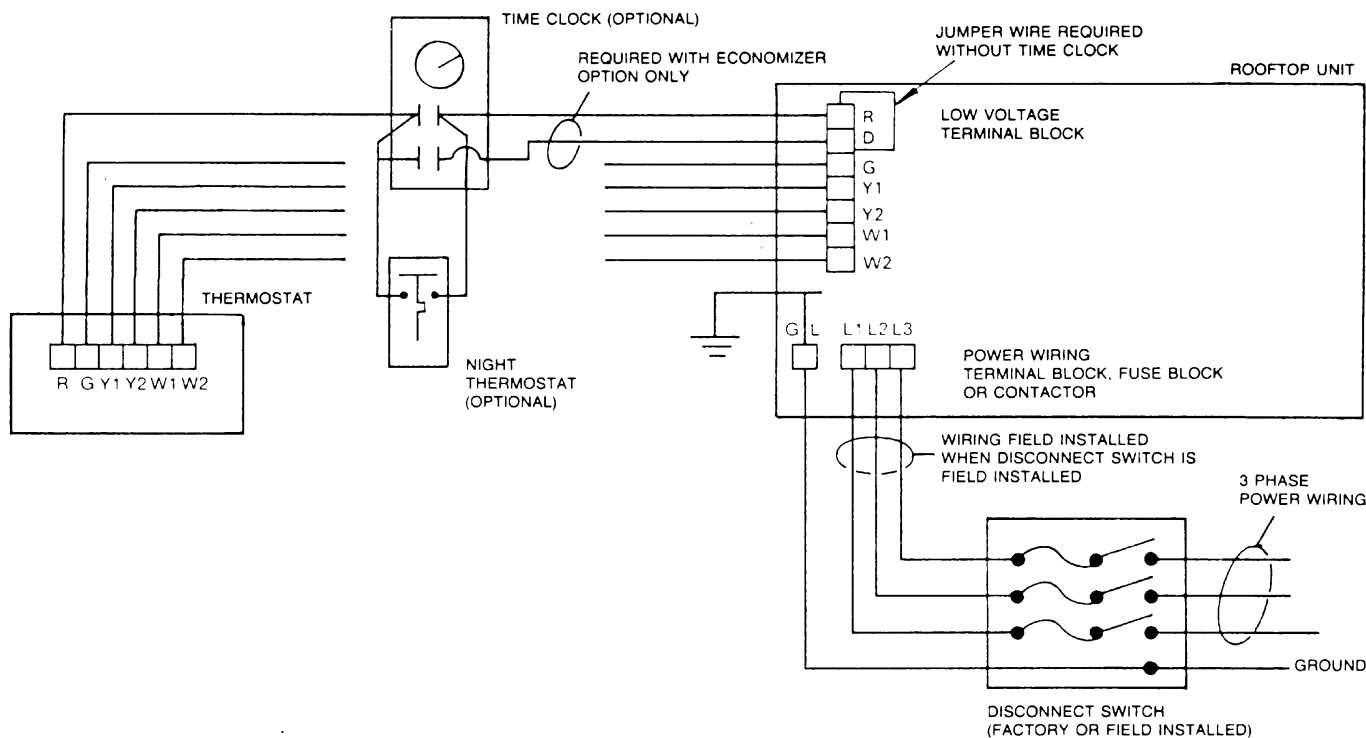 TIME CLOCK (OPTIONAL)
JUMPER WIRE REQUIRED
WITHOUT TIME CLOCK
REQUIRED WITH ECONOMIZER
OPTION ONLY
ROOFTOP UNIT
R
D
G
Y1
Y2
W1
W2
LOW VOLTAGE
TERMINAL BLOCK
THERMOSTAT
R G Y1 Y2 W1 W2
NIGHT
THERMOSTAT
(OPTIONAL)
G L L1 L2 L3
POWER WIRING
TERMINAL BLOCK, FUSE BLOCK
OR CONTACTOR
WIRING FIELD INSTALLED
WHEN DISCONNECT SWITCH IS
FIELD INSTALLED
3 PHASE
POWER WIRING
GROUND
DISCONNECT SWITCH
(FACTORY OR FIELD INSTALLED)